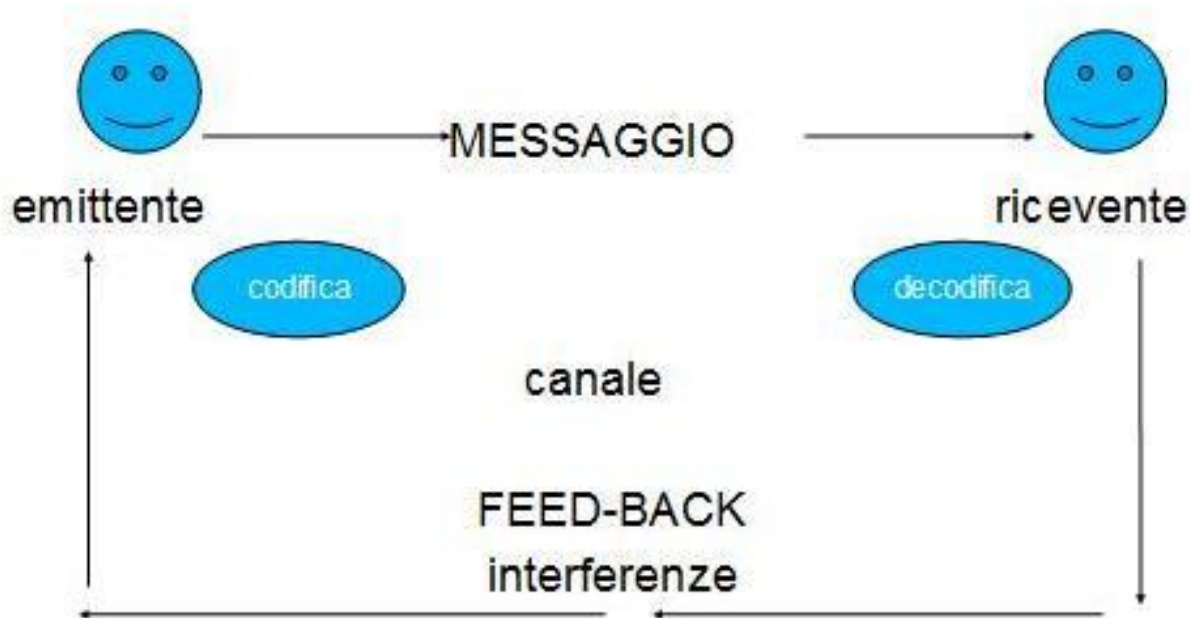 MESSAGGIO
emittente
ricevente
codifica
decodifica
canale
FEED-BACK
interferenze